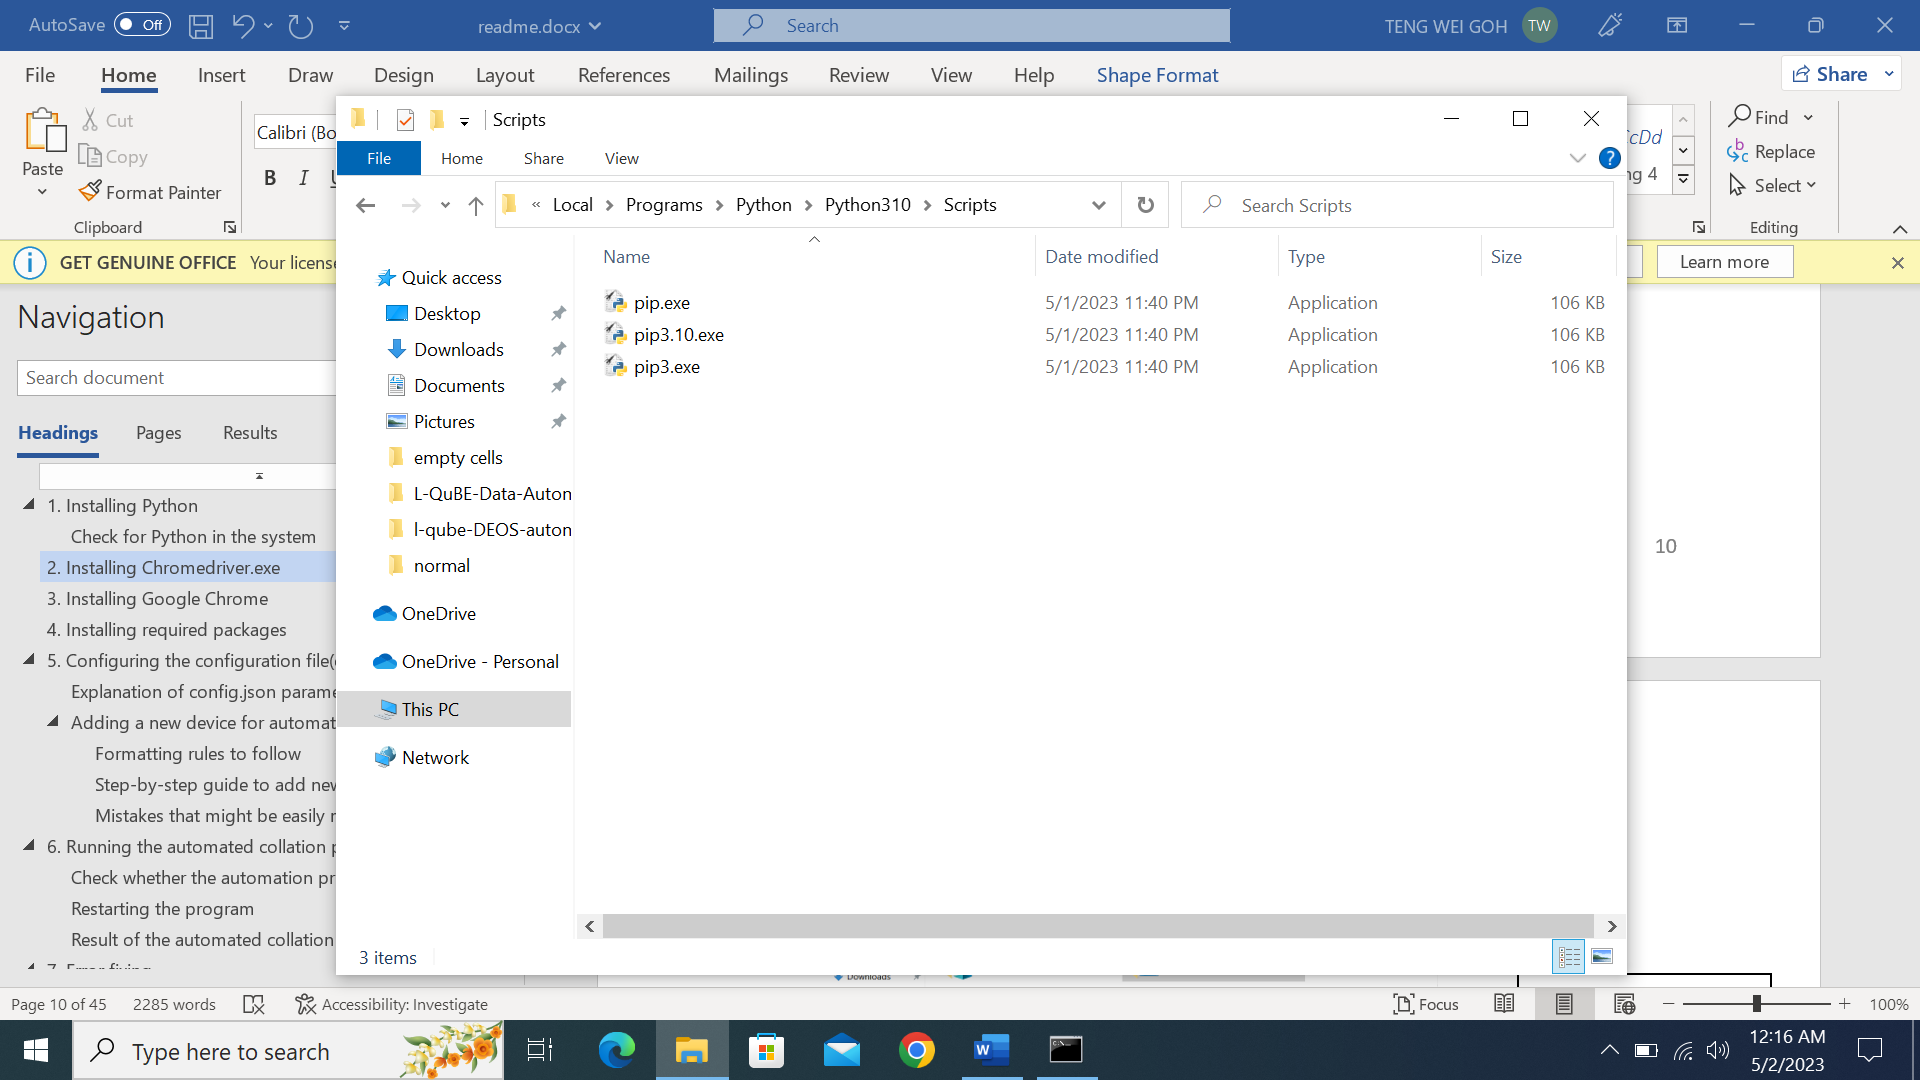 AutoSave Off
readme.docx
Search
TENG WEI GOH TW
File Home Insert Draw Design Layout References Mailings Review View Help Shape Format Share
Paste
Cut
Copy
Format Painter
Clipboard
Calibri (Bo
B I U
Find
Replace
Select
Editing
ng 4
GET GENUINE OFFICE Your license
Learn more
Navigation
Search document
Headings Pages Results
1. Installing Python
Check for Python in the system
2. Installing Chromedriver.exe
3. Installing Google Chrome
4. Installing required packages
5. Configuring the configuration file(
Explanation of config.json parame
Adding a new device for automat
Formatting rules to follow
Step-by-step guide to add new
Mistakes that might be easily
6. Running the automated collation p
Check whether the automation pr
Restarting the program
Result of the automated collation
Scripts
File Home Share View
« Local > Programs > Python > Python310 > Scripts
Search Scripts
Name Date modified Type Size
pip.exe 5/1/2023 11:40 PM Application 106 KB
pip3.10.exe 5/1/2023 11:40 PM Application 106 KB
pip3.exe 5/1/2023 11:40 PM Application 106 KB
Quick access
Desktop
Downloads
Documents
Pictures
empty cells
L-QuBE-Data-Auton
l-qube-DEOS-auton
normal
OneDrive
OneDrive - Personal
This PC
Network
3 items
10
Downloads
Page 10 of 45 2285 words Accessibility: Investigate Focus 100%
Type here to search
12:16 AM
5/2/2023